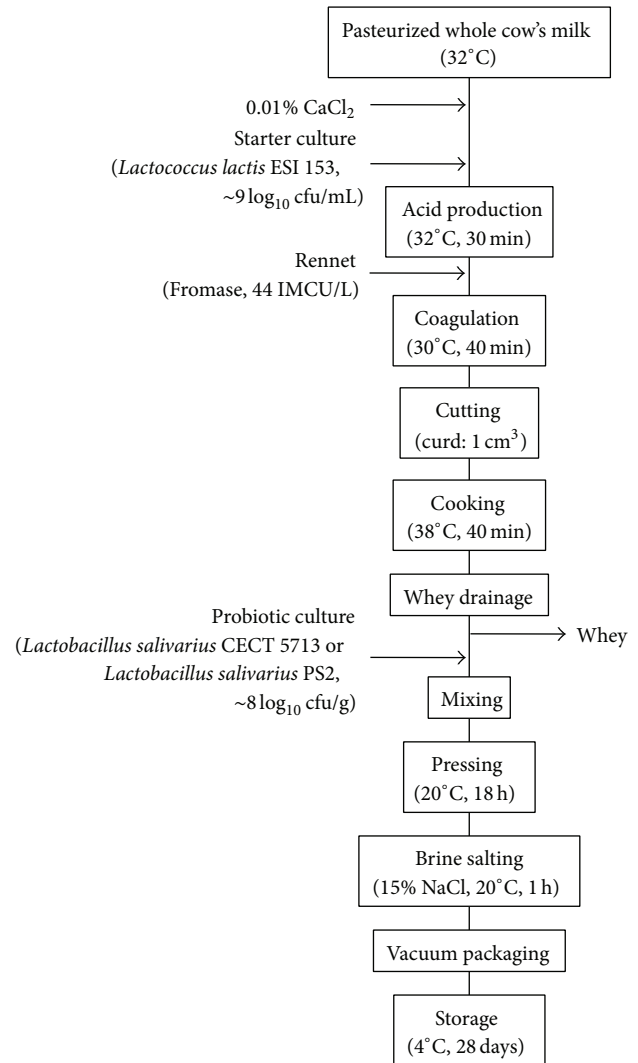 Pasteurized whole cow's milk
(32°C)
0.01% CaCl₂
Starter culture
(Lactococcus lactis ESI 153,
~9 log₁₀ cfu/mL)
Acid production
(32°C, 30 min)
Rennet
(Fromase, 44 IMCU/L)
Coagulation
(30°C, 40 min)
Cutting
(curd: 1 cm³)
Cooking
(38°C, 40 min)
Whey drainage
Whey
Probiotic culture
(Lactobacillus salivarius CECT 5713 or
Lactobacillus salivarius PS2,
~8 log₁₀ cfu/g)
Mixing
Pressing
(20°C, 18 h)
Brine salting
(15% NaCl, 20°C, 1 h)
Vacuum packaging
Storage
(4°C, 28 days)